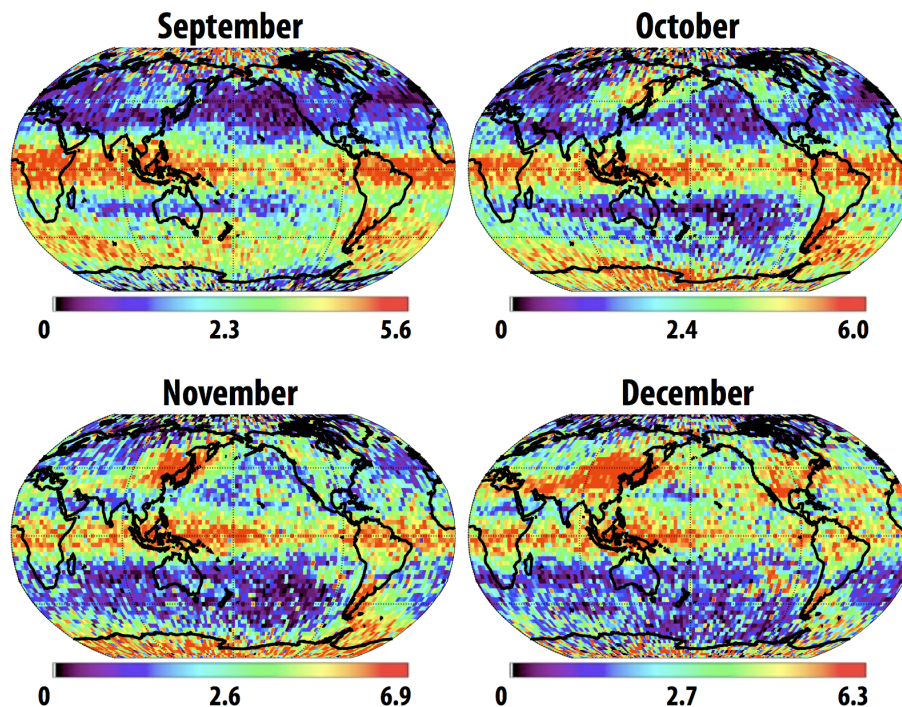 September
October
0 2.3 5.6
0 2.4 6.0
November
December
0 2.6 6.9
0 2.7 6.3